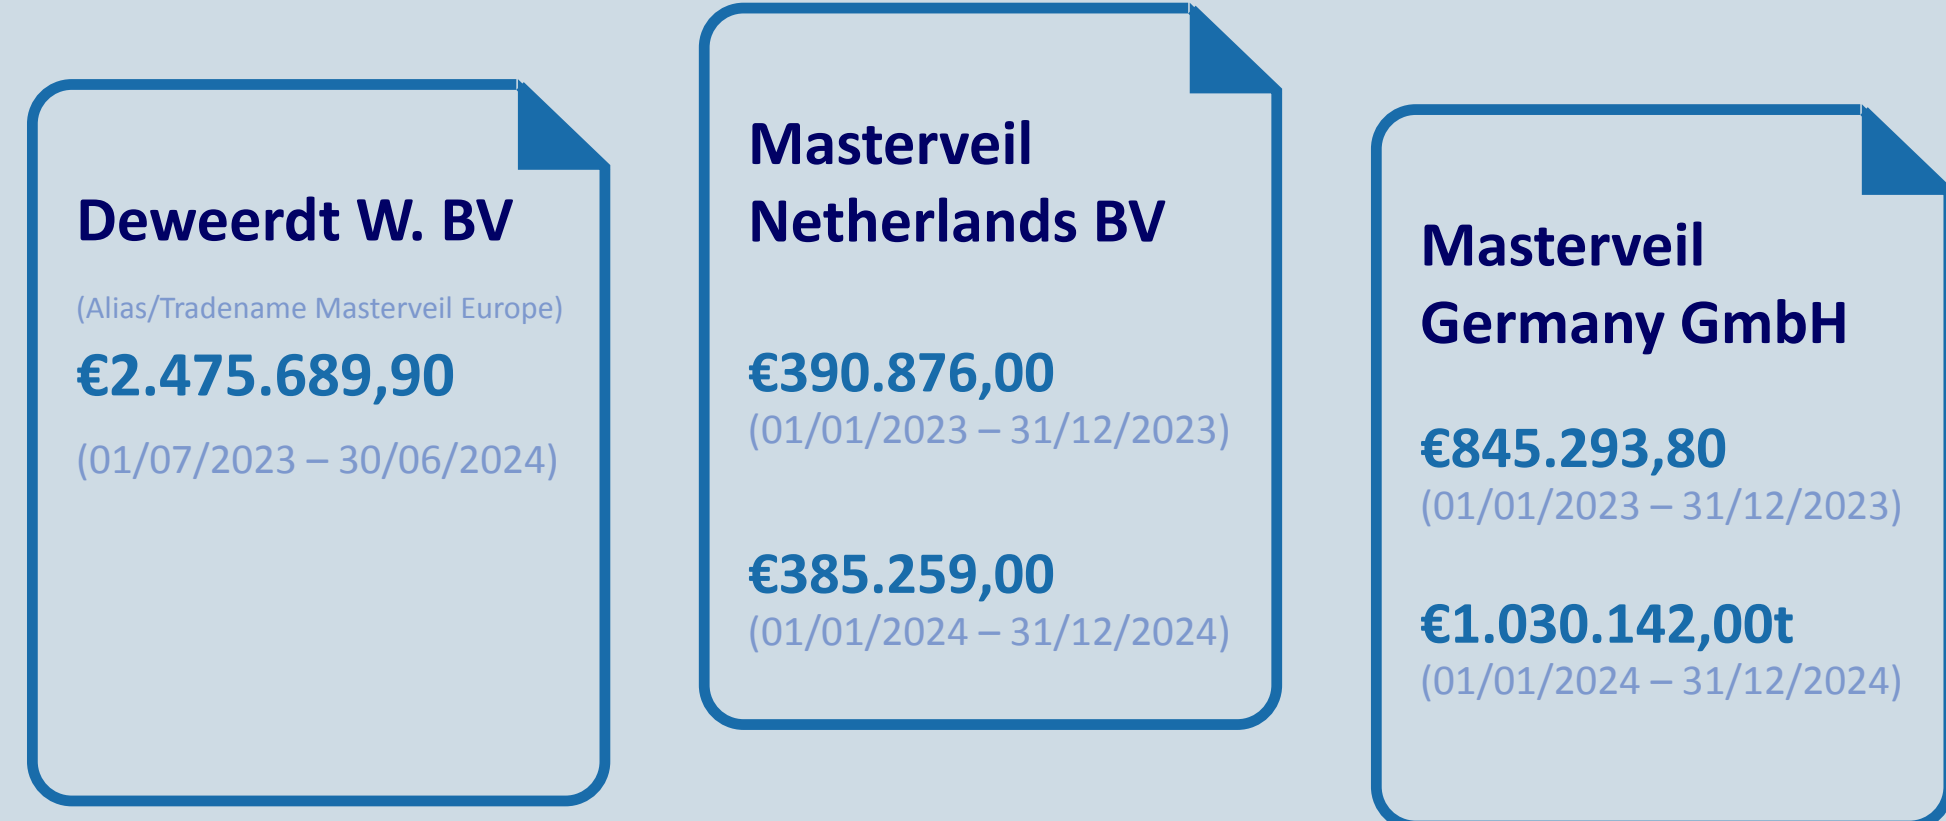 Deweerdt W. BV
(Alias/Tradename Masterveil Europe)
€2.475.689,90
(01/07/2023 – 30/06/2024)
Masterveil
Netherlands BV
€390.876,00
(01/01/2023 – 31/12/2023)
€385.259,00
(01/01/2024 – 31/12/2024)
Masterveil
Germany GmbH
€845.293,80
(01/01/2023 – 31/12/2023)
€1.030.142,00t
(01/01/2024 – 31/12/2024)